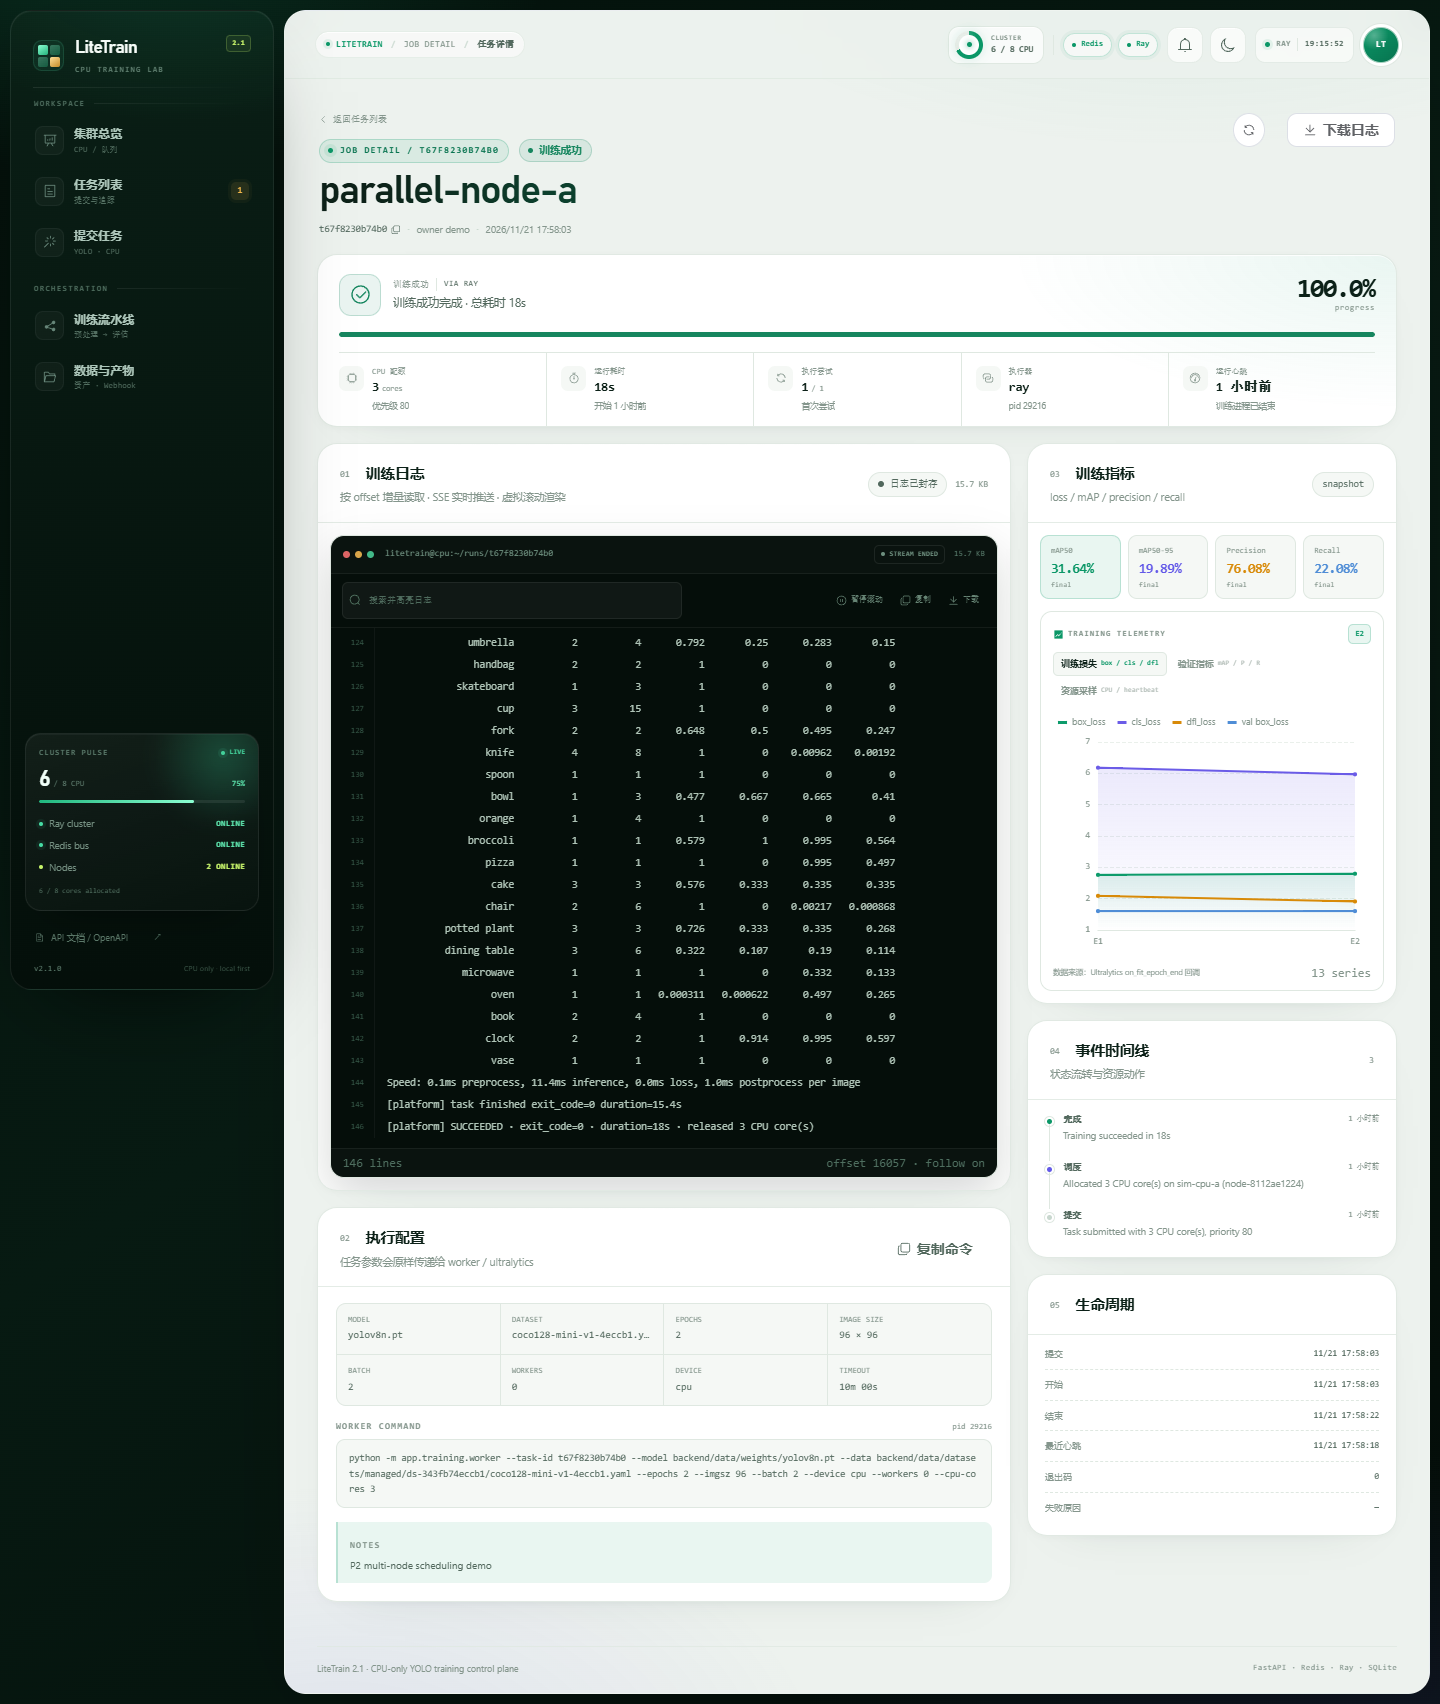 LiteTrain
CPU TRAINING LAB
2.1
WORKSPACE
集群总览
CPU / 队列
任务列表
提交与追踪
1
提交任务
YOLO · CPU
ORCHESTRATION
训练流水线
预处理 → 评估
数据与产物
资产 · Webhook
CLUSTER PULSE
LIVE
6 / 8 CPU
75%
Ray cluster
ONLINE
Redis bus
ONLINE
Nodes
2 ONLINE
6 / 8 cores allocated
API 文档 / OpenAPI
v2.1.0
CPU only · local first
LITETRAIN / JOB DETAIL / 任务详情
CLUSTER
6 / 8 CPU
Redis
Ray
RAY
19:15:52
LT
返回任务列表
下载日志
JOB DETAIL / T67F8230B74B0
训练成功
parallel-node-a
t67f8230b74b0 · owner demo · 2026/11/21 17:58:03
训练成功 VIA RAY
训练成功完成 · 总耗时 18s
100.0%
progress
CPU 配额
3 cores
优先级 80
运行耗时
18s
开始 1 小时前
执行尝试
1 / 1
首次尝试
执行器
ray
pid 29216
运行心跳
1 小时前
训练进程已结束
01 训练日志
按 offset 增量读取 · SSE 实时推送 · 虚拟滚动渲染
日志已封存
15.7 KB
litetrain@cpu:~/runs/t67f8230b74b0
STREAM ENDED
15.7 KB
搜索并高亮日志
暂停滚动
复制
下载
124 umbrella 2 4 0.792 0.25 0.283 0.15
125 handbag 2 2 1 0 0 0
126 skateboard 1 3 1 0 0 0
127 cup 3 15 1 0 0 0
128 fork 2 2 0.648 0.5 0.495 0.247
129 knife 4 8 1 0 0.00962 0.00192
130 spoon 1 1 1 0 0 0
131 bowl 1 3 0.477 0.667 0.665 0.41
132 orange 1 4 1 0 0 0
133 broccoli 1 1 0.579 1 0.995 0.564
134 pizza 1 1 1 0 0.995 0.497
135 cake 3 3 0.576 0.333 0.335 0.335
136 chair 2 6 1 0 0.00217 0.000868
137 potted plant 3 3 0.726 0.333 0.335 0.268
138 dining table 3 6 0.322 0.107 0.19 0.114
139 microwave 1 1 1 0 0.332 0.133
140 oven 1 1 0.000311 0.000622 0.497 0.265
141 book 2 4 1 0 0 0
142 clock 2 2 1 0.914 0.995 0.597
143 vase 1 1 1 0 0 0
144 Speed: 0.1ms preprocess, 11.4ms inference, 0.0ms loss, 1.0ms postprocess per image
145 [platform] task finished exit_code=0 duration=15.4s
146 [platform] SUCCEEDED · exit_code=0 · duration=18s · released 3 CPU core(s)
146 lines
offset 16057 · follow on
02 执行配置
任务参数会原样传递给 worker / ultralytics
复制命令
MODEL
yolov8n.pt
DATASET
coco128-mini-v1-4eccb1.y…
EPOCHS
2
IMAGE SIZE
96 × 96
BATCH
2
WORKERS
0
DEVICE
cpu
TIMEOUT
10m 00s
WORKER COMMAND
pid 29216
python -m app.training.worker --task-id t67f8230b74b0 --model backend/data/weights/yolov8n.pt --data backend/data/datase
ts/managed/ds-343fb74eccb1/coco128-mini-v1-4eccb1.yaml --epochs 2 --imgsz 96 --batch 2 --device cpu --workers 0 --cpu-co
res 3
NOTES
P2 multi-node scheduling demo
03 训练指标
loss / mAP / precision / recall
snapshot
mAP50
31.64%
final
mAP50-95
19.89%
final
Precision
76.08%
final
Recall
22.08%
final
TRAINING TELEMETRY
E2
训练损失 box / cls / dfl
验证指标 mAP / P / R
资源采样 CPU / heartbeat
box_loss
cls_loss
dfl_loss
val box_loss
7
6
5
4
3
2
1
E1
E2
数据来源: Ultralytics on_fit_epoch_end 回调
13 series
04 事件时间线
状态流转与资源动作
3
完成
1 小时前
Training succeeded in 18s
调度
1 小时前
Allocated 3 CPU core(s) on sim-cpu-a (node-8112ae1224)
提交
1 小时前
Task submitted with 3 CPU core(s), priority 80
05 生命周期
提交 11/21 17:58:03
开始 11/21 17:58:03
结束 11/21 17:58:22
最近心跳 11/21 17:58:18
退出码 0
失败原因 —
LiteTrain 2.1 · CPU-only YOLO training control plane
FastAPI · Redis · Ray · SQLite